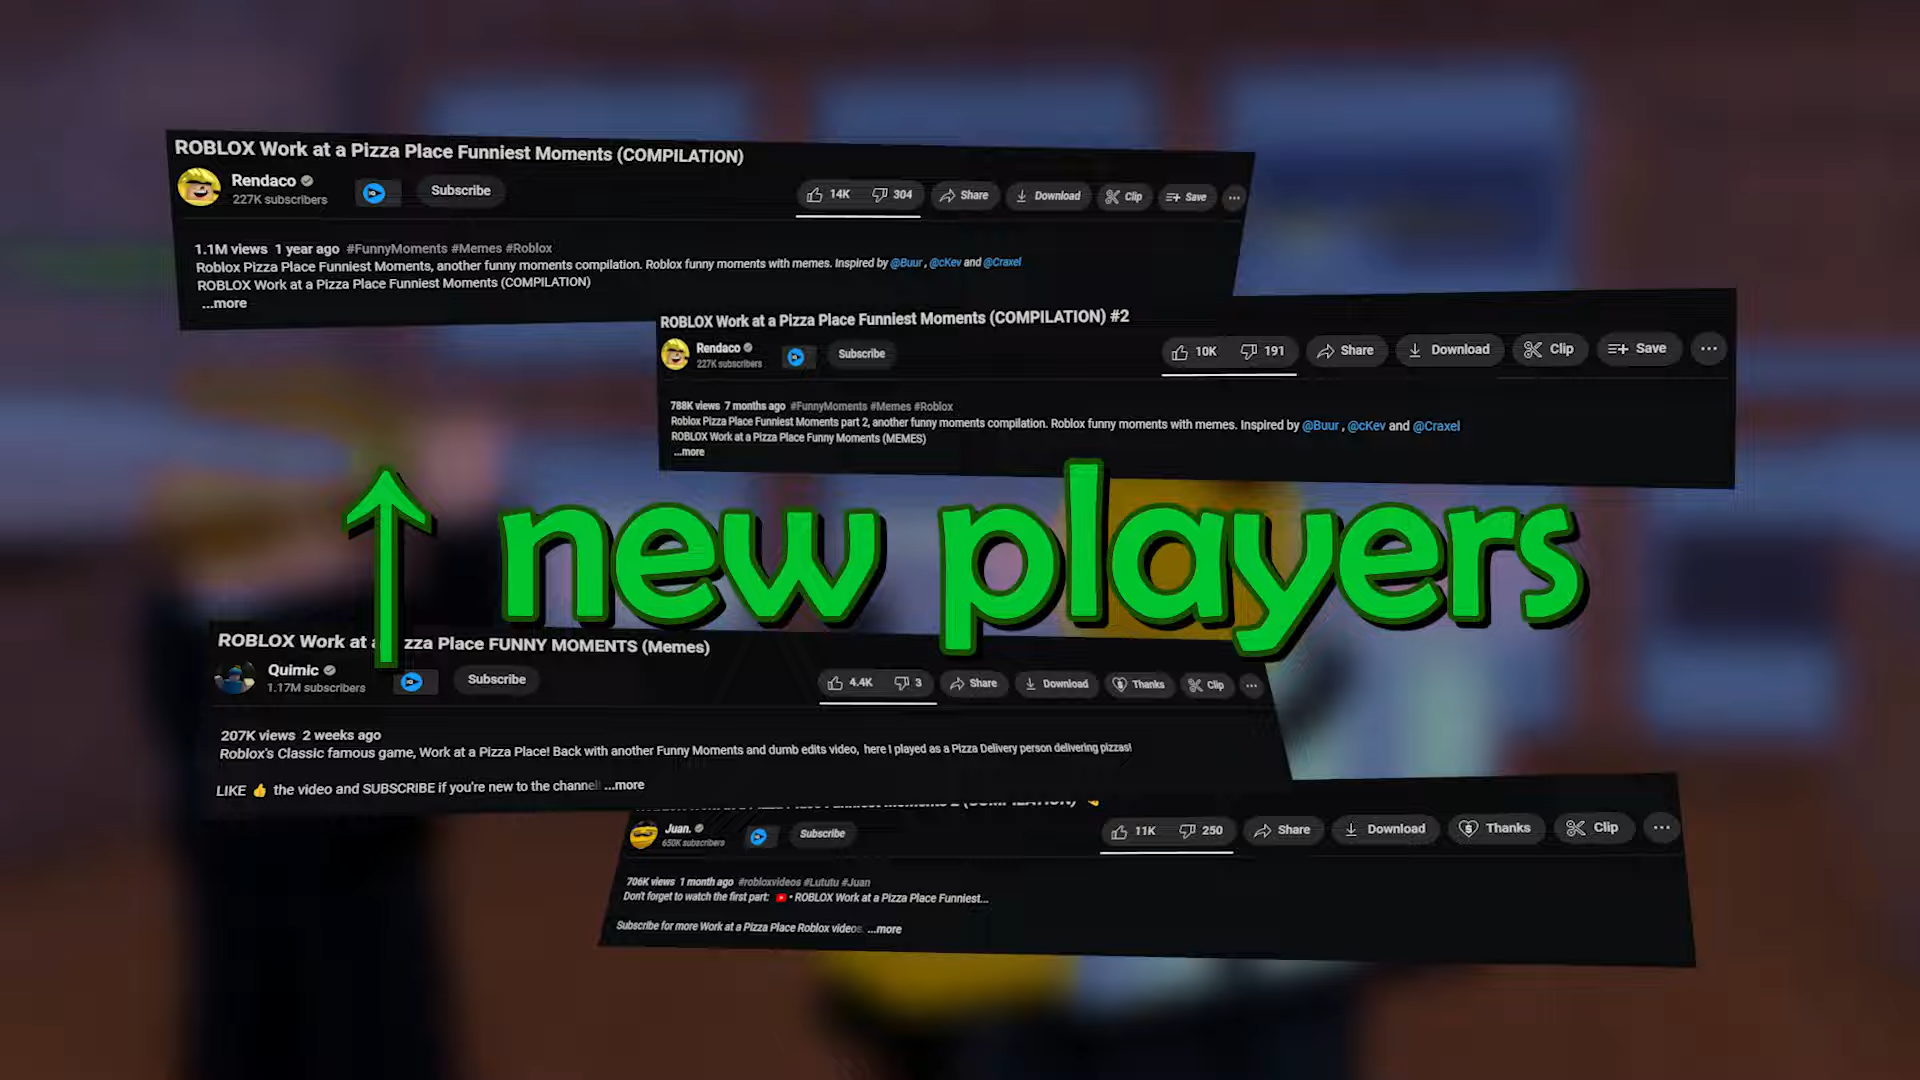 ROBLOX Work at a Pizza Place Funniest Moments (COMPILATION)
Rendaco
227K subscribers
Subscribe
14K
304
Share
Download
Clip
Save
1.1M views 1 year ago #FunnyMoments #Memes #Roblox
Roblox Pizza Place Funniest Moments, another funny moments compilation. Roblox funny moments with memes. Inspired by @Buur , @cKev and @Craxel
ROBLOX Work at a Pizza Place Funniest Moments (COMPILATION)
...more
ROBLOX Work at a Pizza Place Funniest Moments (COMPILATION) #2
Rendaco
227K subscribers
Subscribe
10K
191
Share
Download
Clip
Save
788K views 7 months ago #FunnyMoments #Memes #Roblox
Roblox Pizza Place Funniest Moments part 2, another funny moments compilation. Roblox funny moments with memes. Inspired by @Buur , @cKev and @Craxel
ROBLOX Work at a Pizza Place Funny Moments (MEMES)
...more
↑ new players
ROBLOX Work at a zza Place FUNNY MOMENTS (Memes)
Quimic
1.17M subscribers
Subscribe
4.4K
3
Share
Download
Thanks
Clip
207K views 2 weeks ago
Roblox's Classic famous game, Work at a Pizza Place! Back with another Funny Moments and dumb edits video, here I played as a Pizza Delivery person delivering pizzas!
LIKE 👍 the video and SUBSCRIBE if you're new to the channel! ...more
Juan.
650K subscribers
Subscribe
11K
250
Share
Download
Thanks
Clip
706K views 1 month ago #robloxvideos #Lututu #Juan
Don't forget to watch the first part: • ROBLOX Work at a Pizza Place Funniest...
Subscribe for more Work at a Pizza Place Roblox videos ...more